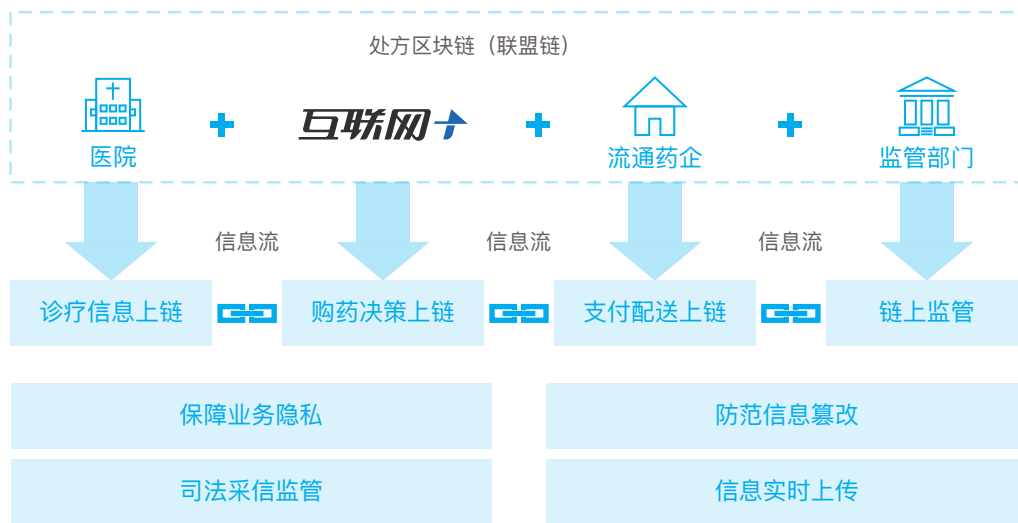 处方区块链（联盟链）
互联网+
医院
流通药企
监管部门
信息流
信息流
信息流
诊疗信息上链
购药决策上链
支付配送上链
链上监管
保障业务隐私
防范信息篡改
司法采信监管
信息实时上传